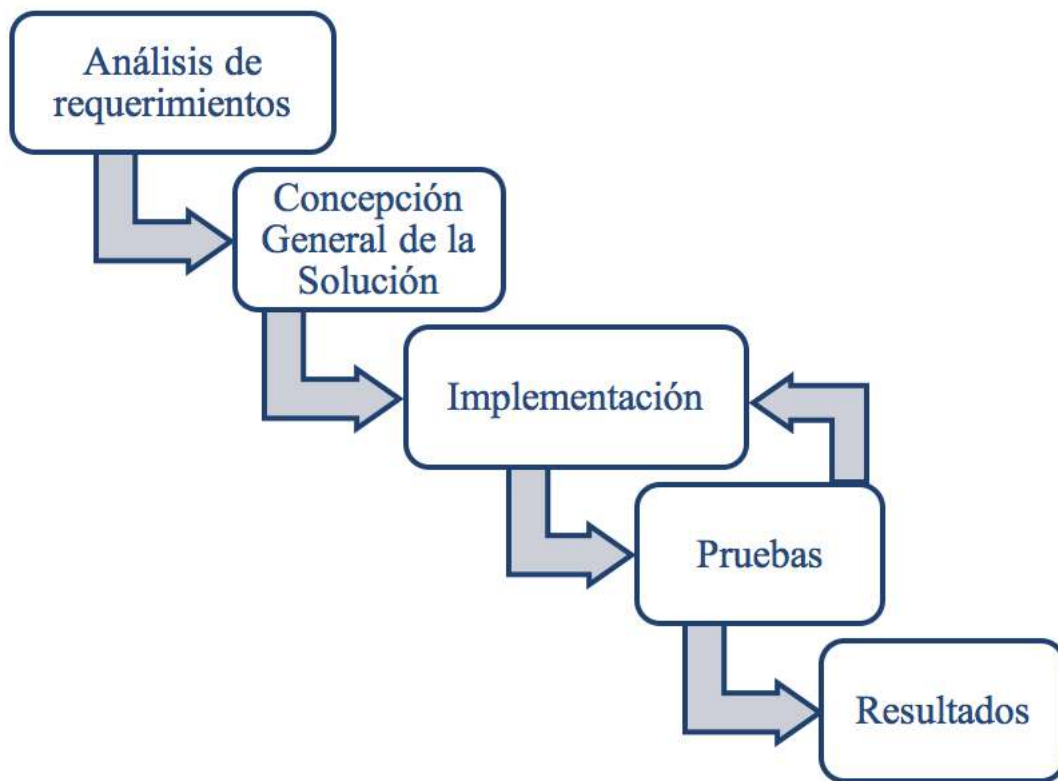 Análisis de
requerimientos
Concepción
General de la
Solución
Implementación
Pruebas
Resultados